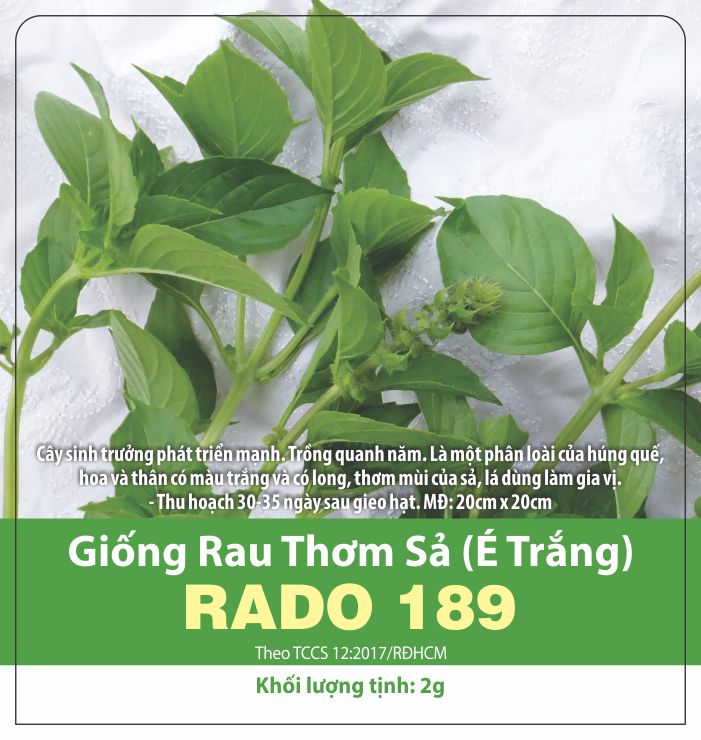 Cây sinh trưởng phát triển mạnh. Trồng quanh năm. Là một phân loài của húng quế,
hoa và thân có màu trắng và có long, thơm mùi của sả, lá dùng làm gia vị.
- Thu hoạch 30-35 ngày sau gieo hạt. MĐ: 20cm x 20cm
Giống Rau Thơm Sả (É Trắng)
RADO 189
Theo TCCS 12:2017/RĐHCM
Khối lượng tịnh: 2g